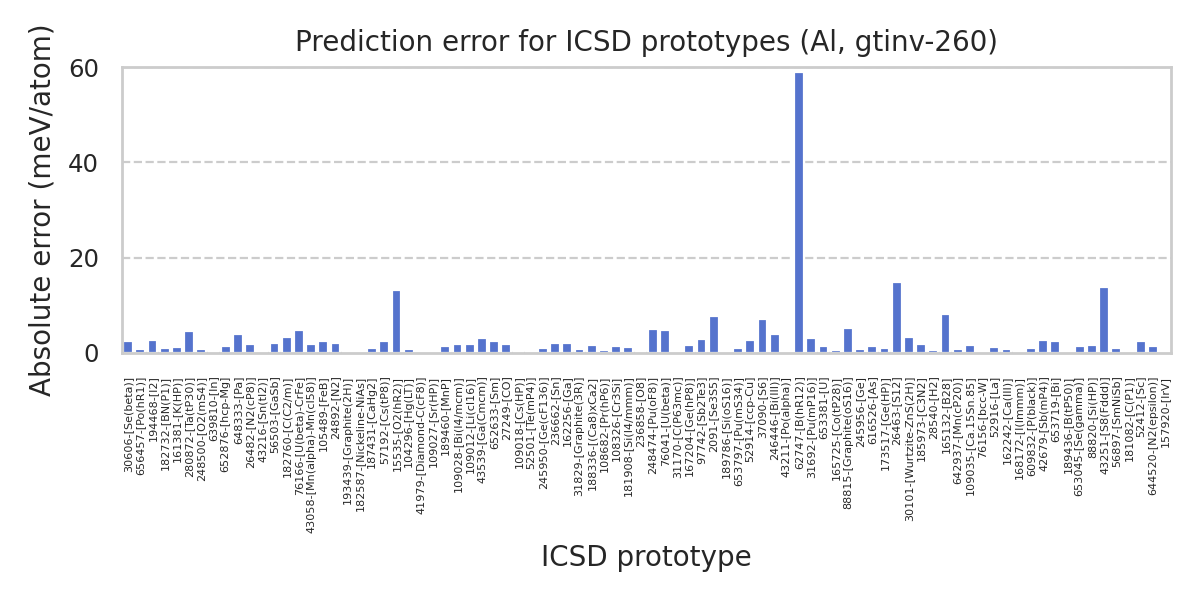 Prediction error for ICSD prototypes (Al, gtinv-260)
Absolute error (meV/atom)
60
40
20
0
306066-[Se(beta)]
656457-[Po(hR1)]
194468-[I2]
182732-[BN(P1)]
16381-[K(HP)]
280872-[Ta(tP30)]
248500-[O2(mS4)]
639810-[In]
652876-[hcp-Mg]
648333-[Pa]
26482-[N2(cP8)]
43216-[Sn(tI2)]
56503-[GaSb]
182760-[C(C2/m)]
76166-[U(beta)-CrFe]
43058-[Mn(alpha)-Mn(cI58)]
105489-[FeB]
24892-[N2]
193439-[Graphite(2H)]
182587-[Nickeline-NiAs]
187431-[CaHg2]
57192-[Cs(tP8)]
15535-[O2(hR2)]
104296-[Hg(LT)]
41979-[Diamond-C(cF8)]
109027-[Sr(HP)]
189460-[MnP]
109028-[Bi(I4/mcm)]
109012-[Li(cI16)]
43539-[Ga(Cmcm)]
652633-[Sm]
27249-[CO]
109018-[Cs(HP)]
52501-[Te(mP4)]
245950-[Ge(cF136)]
236662-[Sn]
162256-[Ga]
31829-[Graphite(3R)]
188336-[(Ca8)xCa2]
108682-[Pr(hP6)]
108326-[Cr3Si]
181908-[Si(I4/mmm)]
236858-[O8]
248474-[Pu(oF8)]
76041-[U(beta)]
31170-[C(P63mc)]
167204-[Ge(hP8)]
97742-[Sb2Te3]
2091-[Se3S5]
189786-[Si(oS16)]
653797-[Pu(mS34)]
52914-[ccp-Cu]
37090-[S6]
246446-[Bi(III)]
43211-[Po(alpha)]
62747-[B(hR12)]
31692-[Pu(mP16)]
653381-[U]
165725-[Co(tP28)]
88815-[Graphite(oS16)]
245956-[Ge]
616526-[As]
173517-[Ge(HP)]
26463-[S12]
30101-[Wurtzite-ZnS(2H)]
185973-[C3N2]
28540-[H2]
165132-[B28]
642937-[Mn(cP20)]
109035-[Ca.15Sn.85]
76156-[bcc-W]
52916-[La]
162242-[Ca(III)]
168172-[I(Immm)]
609832-[P(black)]
42679-[Sb(mP4)]
653719-[Bi]
189436-[B(tP50)]
653045-[Se(gamma)]
88820-[Si(HP)]
432519-[S8(Fddd)]
56897-[SmNiSb]
181082-[C(P1)]
52412-[Sc]
644520-[N2(epsilon)]
157920-[IrV]
ICSD prototype